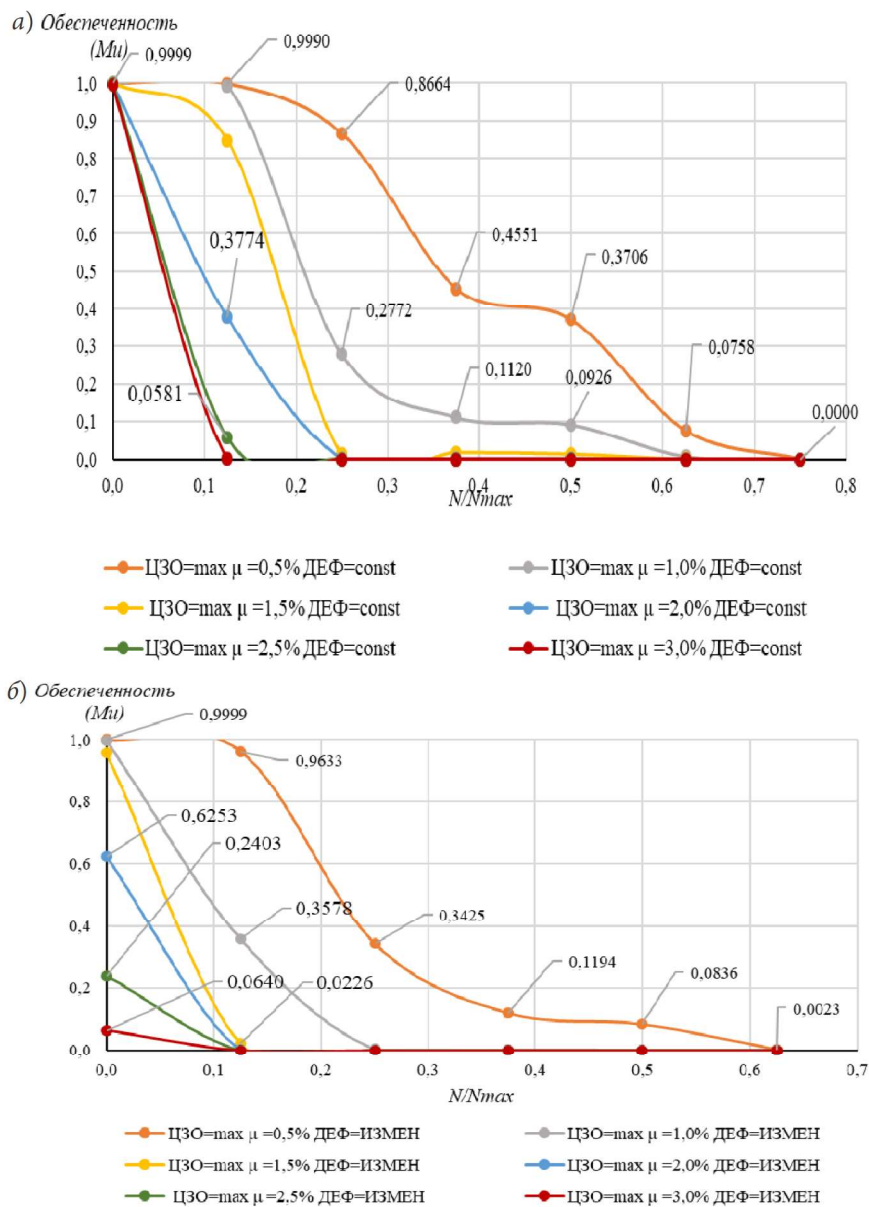 а) Обеспеченность
(Ми)
0,9999
0,9990
0,8664
0,4551
0,3706
0,3774
0,2772
0,1120
0,0926
0,0758
0,0581
0,0000
1,0
0,9
0,8
0,7
0,6
0,5
0,4
0,3
0,2
0,1
0,0
0,0 0,1 0,2 0,3 0,4 0,5 0,6 0,7 0,8
N/Nmax
ЦЗО=max μ =0,5% ДЕФ=const ЦЗО=max μ =1,0% ДЕФ=const
ЦЗО=max μ =1,5% ДЕФ=const ЦЗО=max μ =2,0% ДЕФ=const
ЦЗО=max μ =2,5% ДЕФ=const ЦЗО=max μ =3,0% ДЕФ=const
б) Обеспеченность
(Ми)
0,9999
0,9633
0,6253
0,2403
0,3578
0,3425
0,0640
0,0226
0,1194
0,0836
0,0023
1,0
0,8
0,6
0,4
0,2
0,0
0,0 0,1 0,2 0,3 0,4 0,5 0,6 0,7
N/Nmax
ЦЗО=max μ =0,5% ДЕФ=ИЗМЕН ЦЗО=max μ =1,0% ДЕФ=ИЗМЕН
ЦЗО=max μ =1,5% ДЕФ=ИЗМЕН ЦЗО=max μ =2,0% ДЕФ=ИЗМЕН
ЦЗО=max μ =2,5% ДЕФ=ИЗМЕН ЦЗО=max μ =3,0% ДЕФ=ИЗМЕН